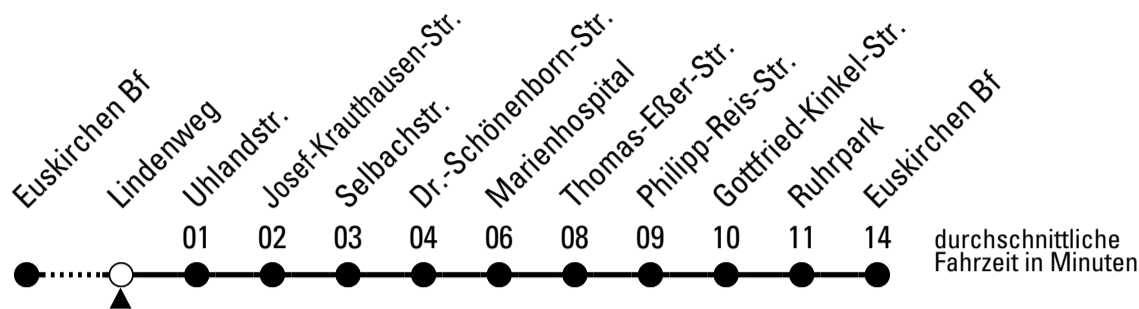 Euskirchen Bf
Lindenweg
Uhlandstr.
Josef-Krauthausen-Str.
Selbachstr.
Dr.-Schönenborn-Str.
Marienhospital
Thomas-Eßer-Str.
Philipp-Reis-Str.
Gottfried-Kinkel-Str.
Ruhrpark
Euskirchen Bf
01 02 03 04 06 08 09 10 11 14
durchschnittliche
Fahrzeit in Minuten